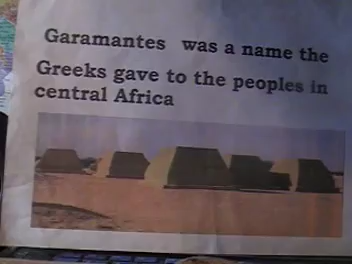 Garamantes was a name the
Greeks gave to the peoples in
central Africa